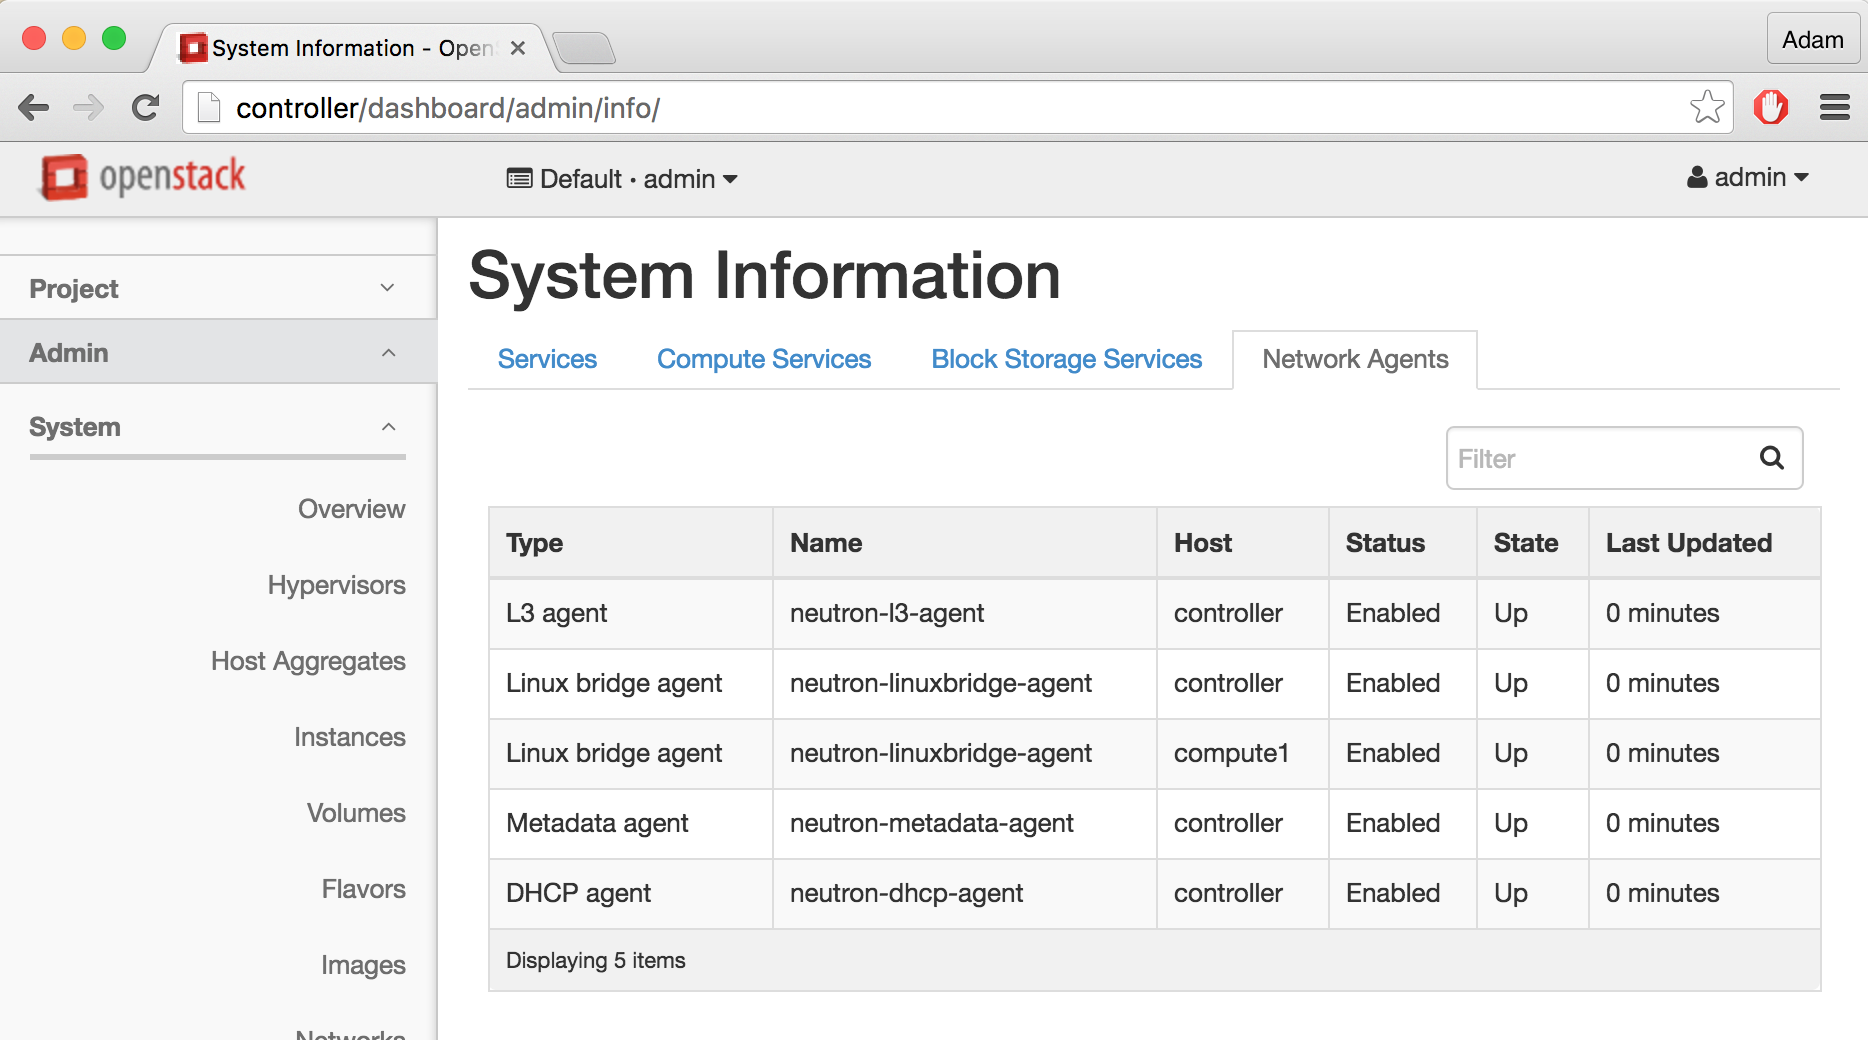 System Information - Open
Adam
controller/dashboard/admin/info/
openstack
Default • admin
admin
Project
Admin
System
Overview
Hypervisors
Host Aggregates
Instances
Volumes
Flavors
Images
Networks
System Information
Services Compute Services Block Storage Services Network Agents
Filter
Type Name Host Status State Last Updated
L3 agent neutron-l3-agent controller Enabled Up 0 minutes
Linux bridge agent neutron-linuxbridge-agent controller Enabled Up 0 minutes
Linux bridge agent neutron-linuxbridge-agent compute1 Enabled Up 0 minutes
Metadata agent neutron-metadata-agent controller Enabled Up 0 minutes
DHCP agent neutron-dhcp-agent controller Enabled Up 0 minutes
Displaying 5 items